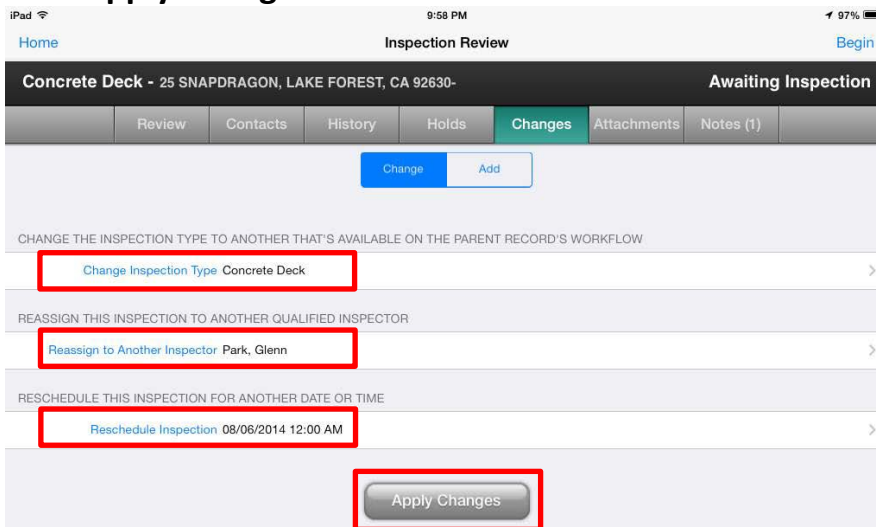 Apply Changes
iPad 9:58 PM 97%
Home Inspection Review Begin
Concrete Deck - 25 SNAPDRAGON, LAKE FOREST, CA 92630- Awaiting Inspection
Review Contacts History Holds Changes Attachments Notes (1)
Change Add
CHANGE THE INSPECTION TYPE TO ANOTHER THAT'S AVAILABLE ON THE PARENT RECORD'S WORKFLOW
Change Inspection Type Concrete Deck
REASSIGN THIS INSPECTION TO ANOTHER QUALIFIED INSPECTOR
Reassign to Another Inspector Park, Glenn
RESCHEDULE THIS INSPECTION FOR ANOTHER DATE OR TIME
Reschedule Inspection 08/06/2014 12:00 AM
Apply Changes